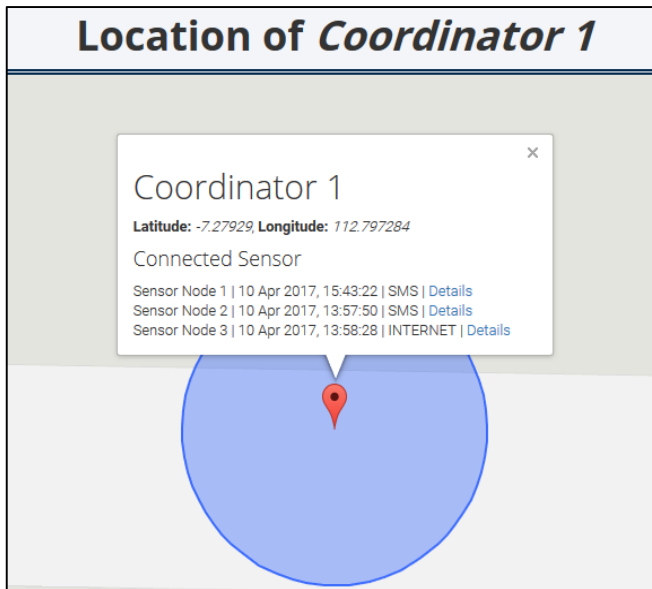 Location of Coordinator 1
×
Coordinator 1
Latitude: -7.27929, Longitude: 112.797284
Connected Sensor
Sensor Node 1 | 10 Apr 2017, 15:43:22 | SMS | Details
Sensor Node 2 | 10 Apr 2017, 13:57:50 | SMS | Details
Sensor Node 3 | 10 Apr 2017, 13:58:28 | INTERNET | Details